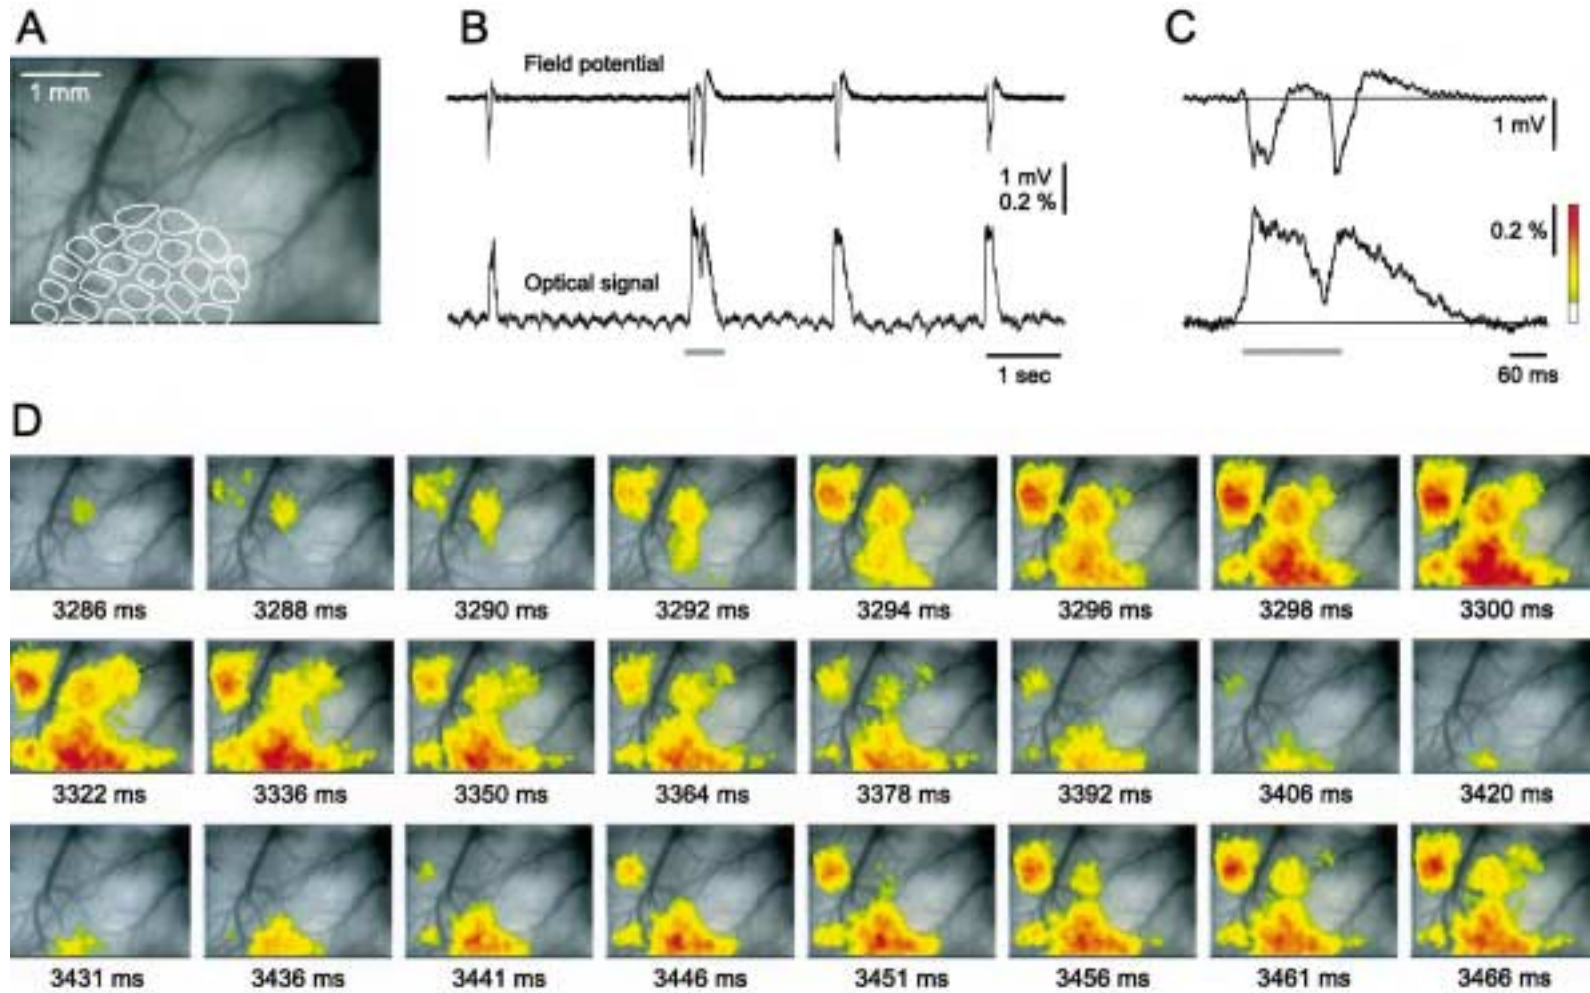 A
B
C
1 mm
Field potential
1 mV
0.2 %
Optical signal
1 sec
1 mV
0.2 %
60 ms
D
3286 ms
3288 ms
3290 ms
3292 ms
3294 ms
3296 ms
3298 ms
3300 ms
3322 ms
3336 ms
3350 ms
3364 ms
3378 ms
3392 ms
3406 ms
3420 ms
3431 ms
3436 ms
3441 ms
3446 ms
3451 ms
3456 ms
3461 ms
3466 ms